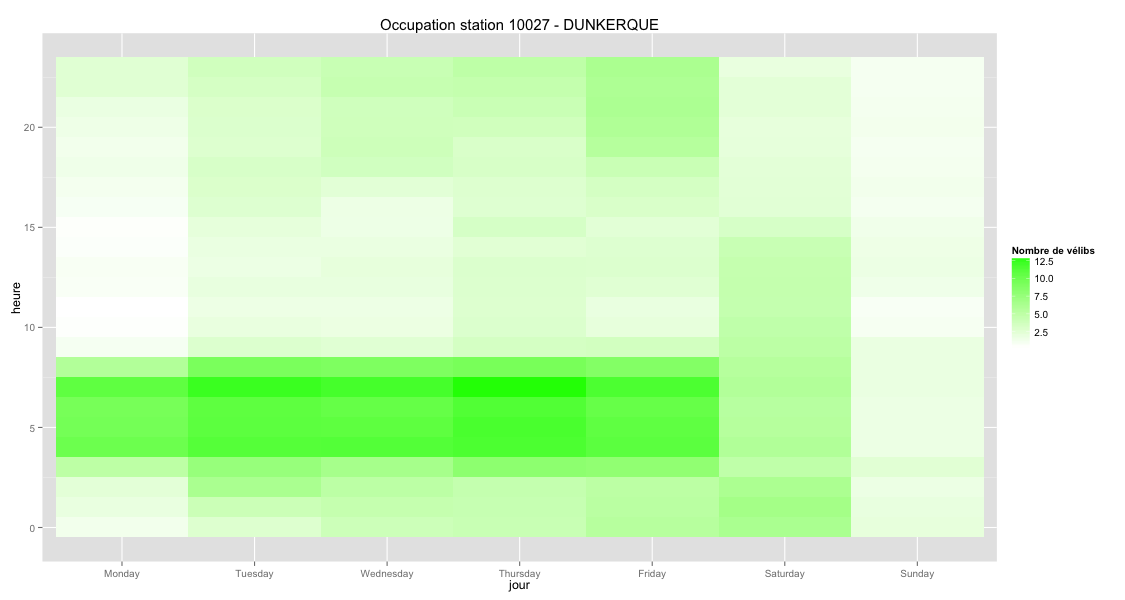 Occupation station 10027 - DUNKERQUE
heure
20
15
10
5
0
Monday Tuesday Wednesday Thursday Friday Saturday Sunday
jour
Nombre de vélibs
12.5
10.0
7.5
5.0
2.5